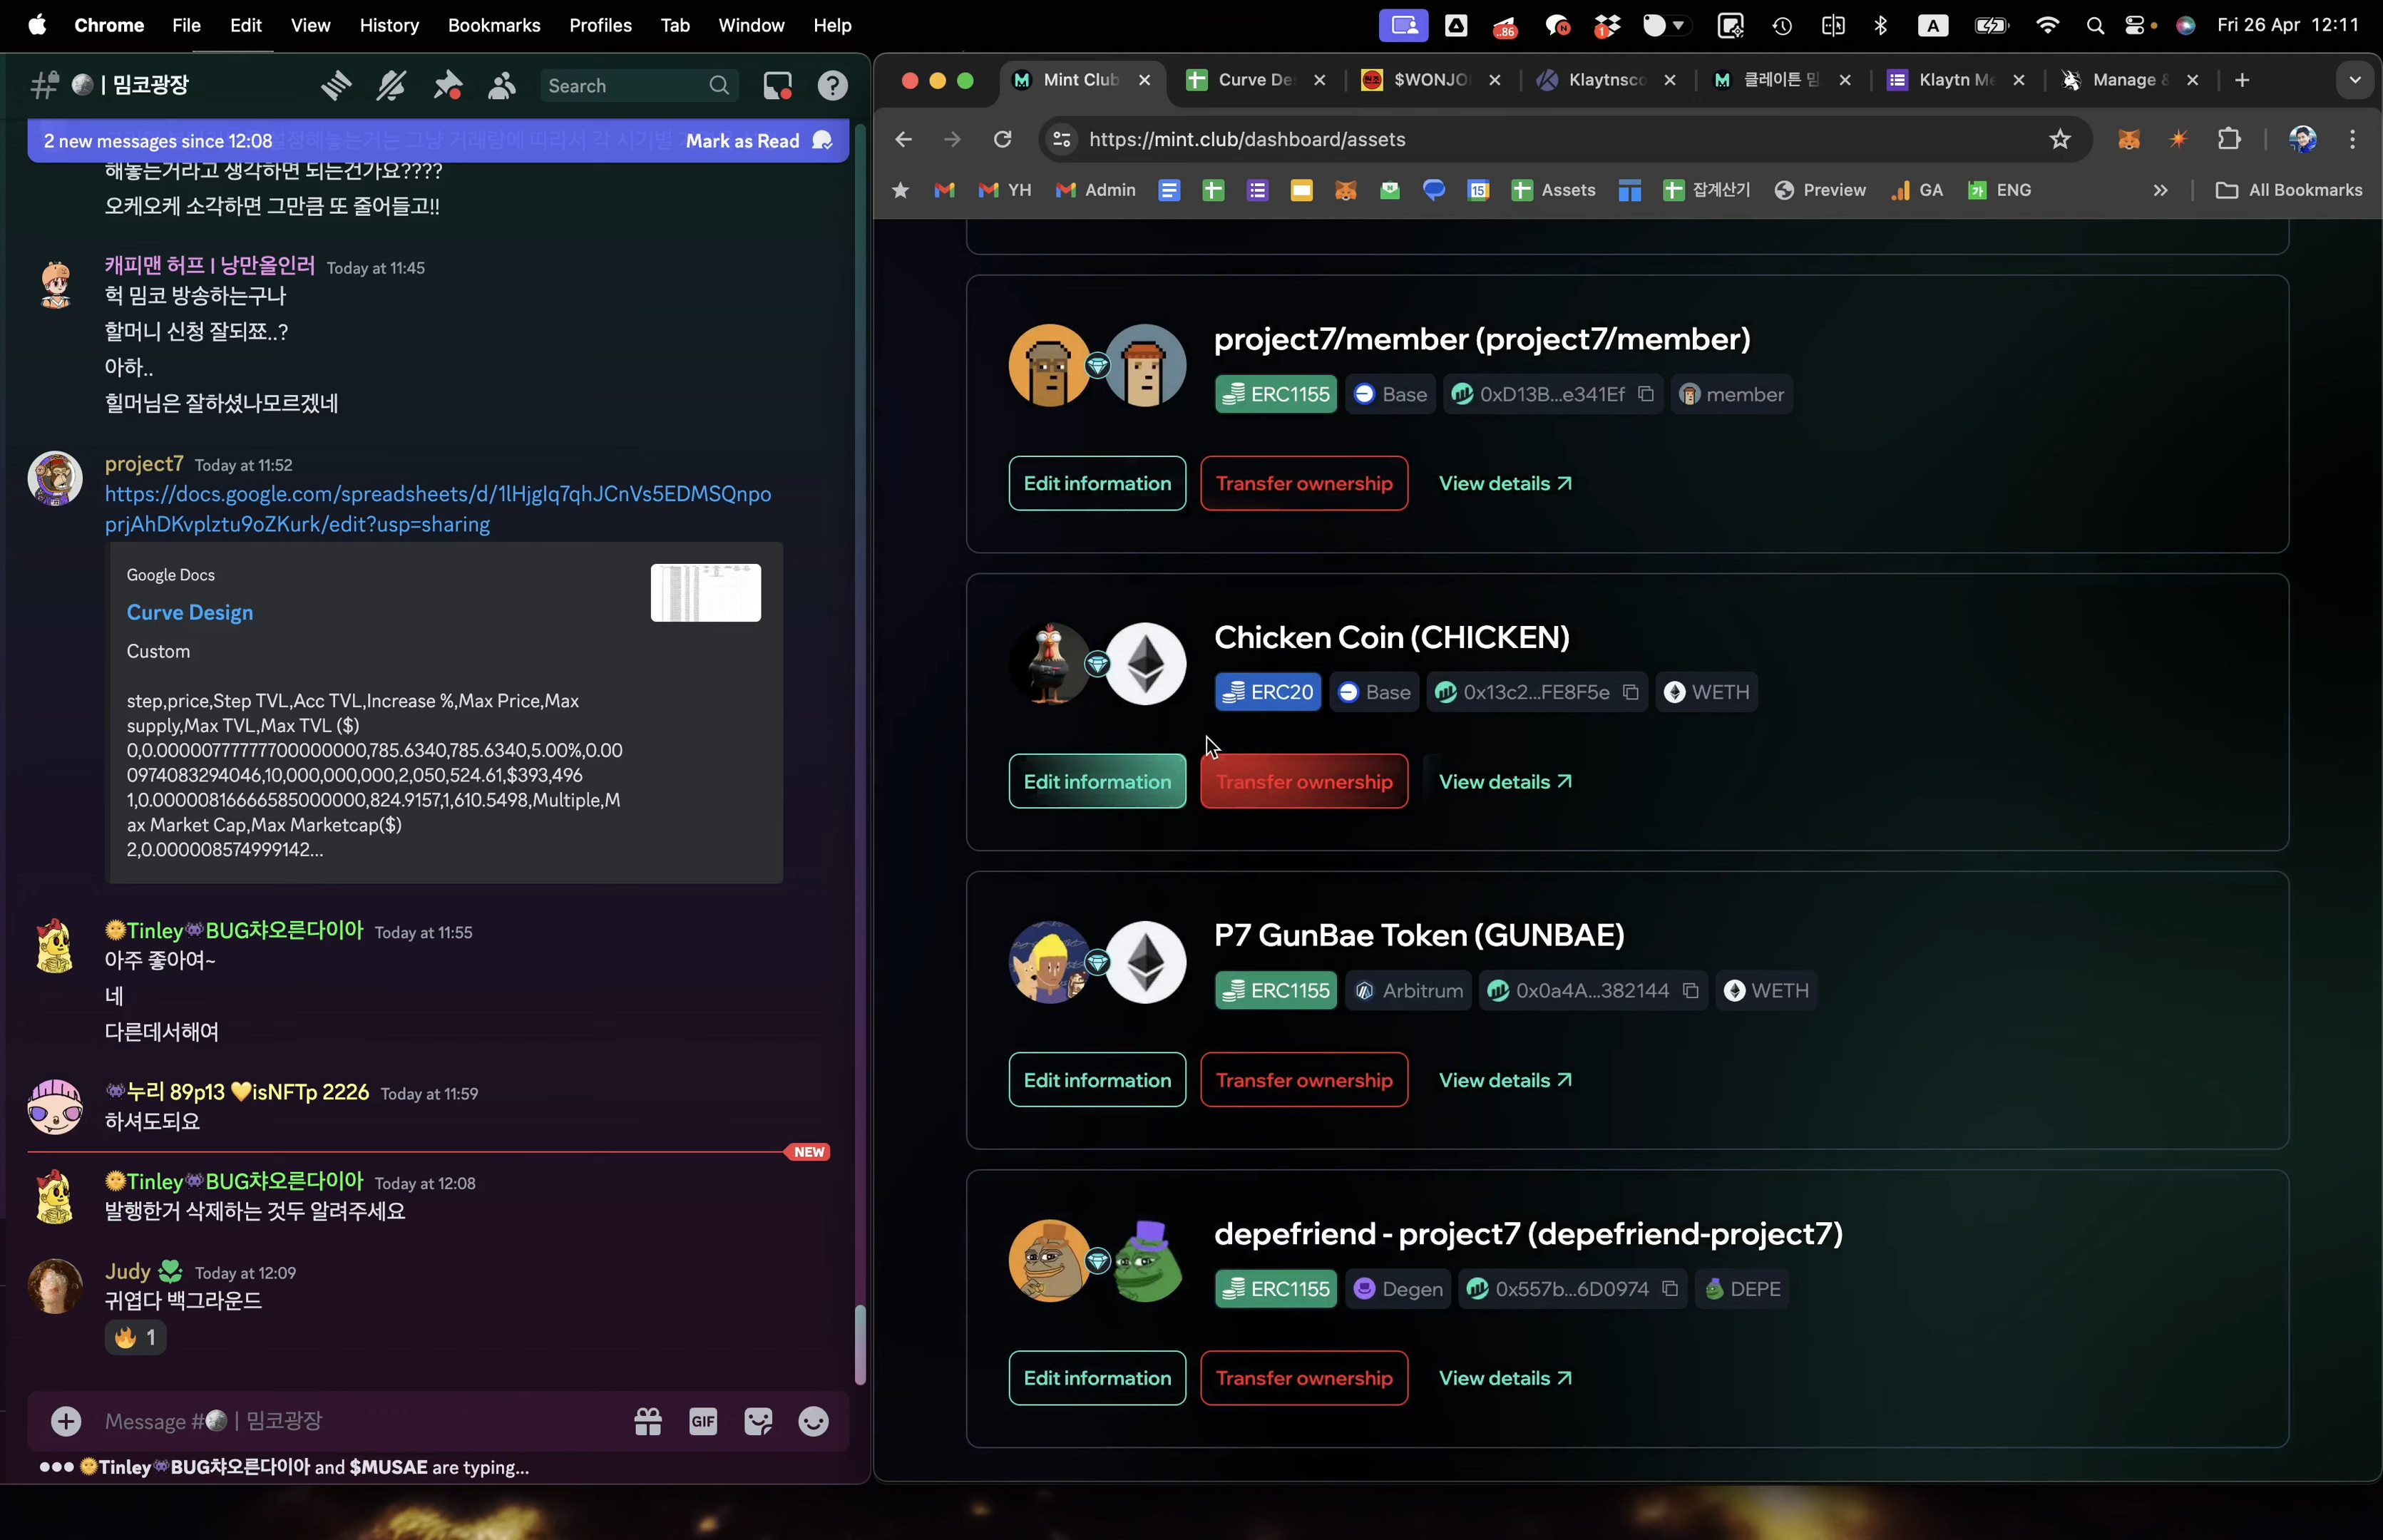 Chrome File Edit View History Bookmarks Profiles Tab Window Help
..86
N
1
A
Fri 26 Apr 12:11
밈코광장
Search
2 new messages since 12:08
Mark as Read
해놓는거라고 생각하면 되는건가요????
오케오케 소각하면 그만큼 또 줄어들고!!
캐피맨 허프 I 낭만올인러 Today at 11:45
헉 밈코 방송하는구나
할머니 신청 잘되쬬..?
아하..
힐머님은 잘하셨나모르겠네
project7 Today at 11:52
https://docs.google.com/spreadsheets/d/1lHjglq7qhJCnVs5EDMSQnpo
prjAhDKvplztu9oZKurk/edit?usp=sharing
Google Docs
Curve Design
Custom
step,price,Step TVL,Acc TVL,Increase %,Max Price,Max
supply,Max TVL,Max TVL ($)
0,0.00000777777700000000,785.6340,785.6340,5.00%,0.00
0974083294046,10,000,000,000,2,050,524.61,$393,496
1,0.00000816666585000000,824.9157,1,610.5498,Multiple,M
ax Market Cap,Max Marketcap($)
2,0.000008574999142...
🌞Tinley👾BUG챠오른다이아 Today at 11:55
아주 좋아여~
네
다른데서해여
👾누리 89p13 💛isNFTp 2226 Today at 11:59
하셔도되요
NEW
🌞Tinley👾BUG챠오른다이아 Today at 12:08
발행한거 삭제하는 것두 알려주세요
Judy Today at 12:09
귀엽다 백그라운드
🔥 1
Message # | 밈코광장
GIF
🌞Tinley👾BUG챠오른다이아 and $MUSAE are typing...
Mint Club
Curve De
$WONJO
Klaytnsco
클레이튼 밈
Klaytn Me
Manage &
https://mint.club/dashboard/assets
YH Admin 15 Assets 잡계산기 Preview GA ENG
All Bookmarks
project7/member (project7/member)
ERC1155 Base 0xD13B...e341Ef member
Edit information Transfer ownership View details
Chicken Coin (CHICKEN)
ERC20 Base 0x13c2...FE8F5e WETH
Edit information Transfer ownership View details
P7 GunBae Token (GUNBAE)
ERC1155 Arbitrum 0x0a4A...382144 WETH
Edit information Transfer ownership View details
depefriend - project7 (depefriend-project7)
ERC1155 Degen 0x557b...6D0974 DEPE
Edit information Transfer ownership View details